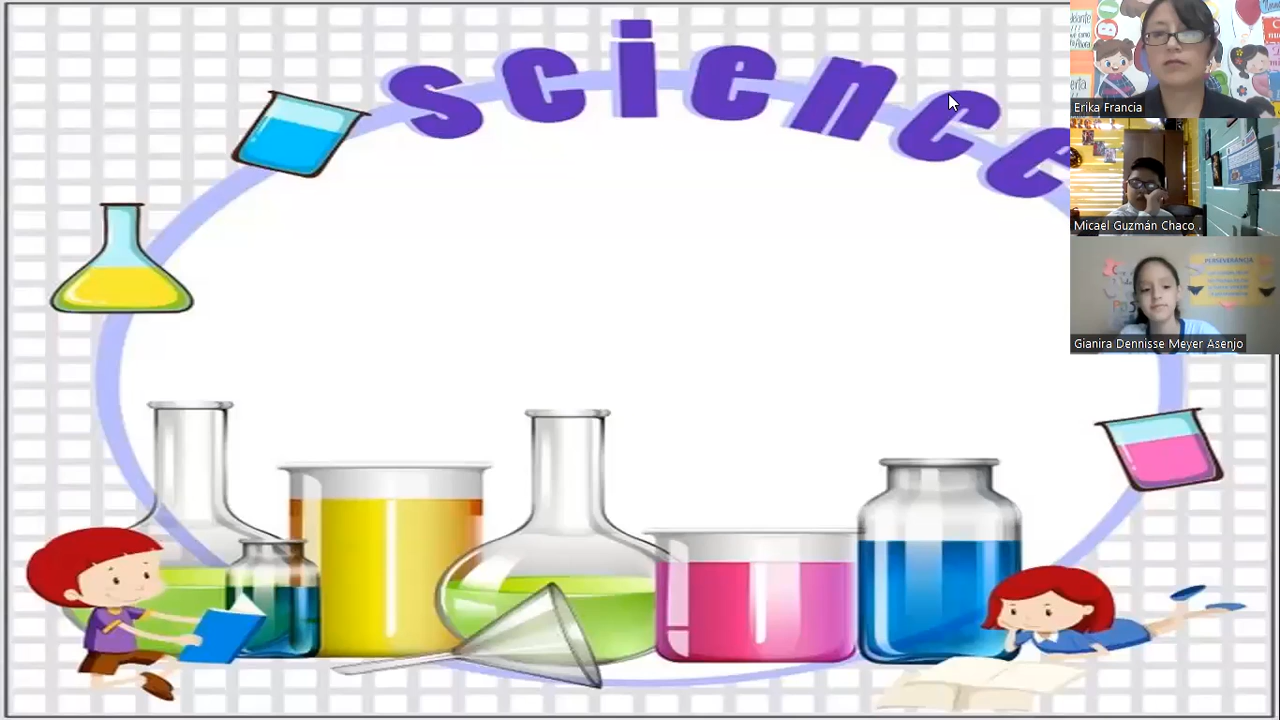 science
Erika Francia
Micael Guzmán Chaco .
PERSEVERANCIA
Gianira Dennisse Meyer Asenjo